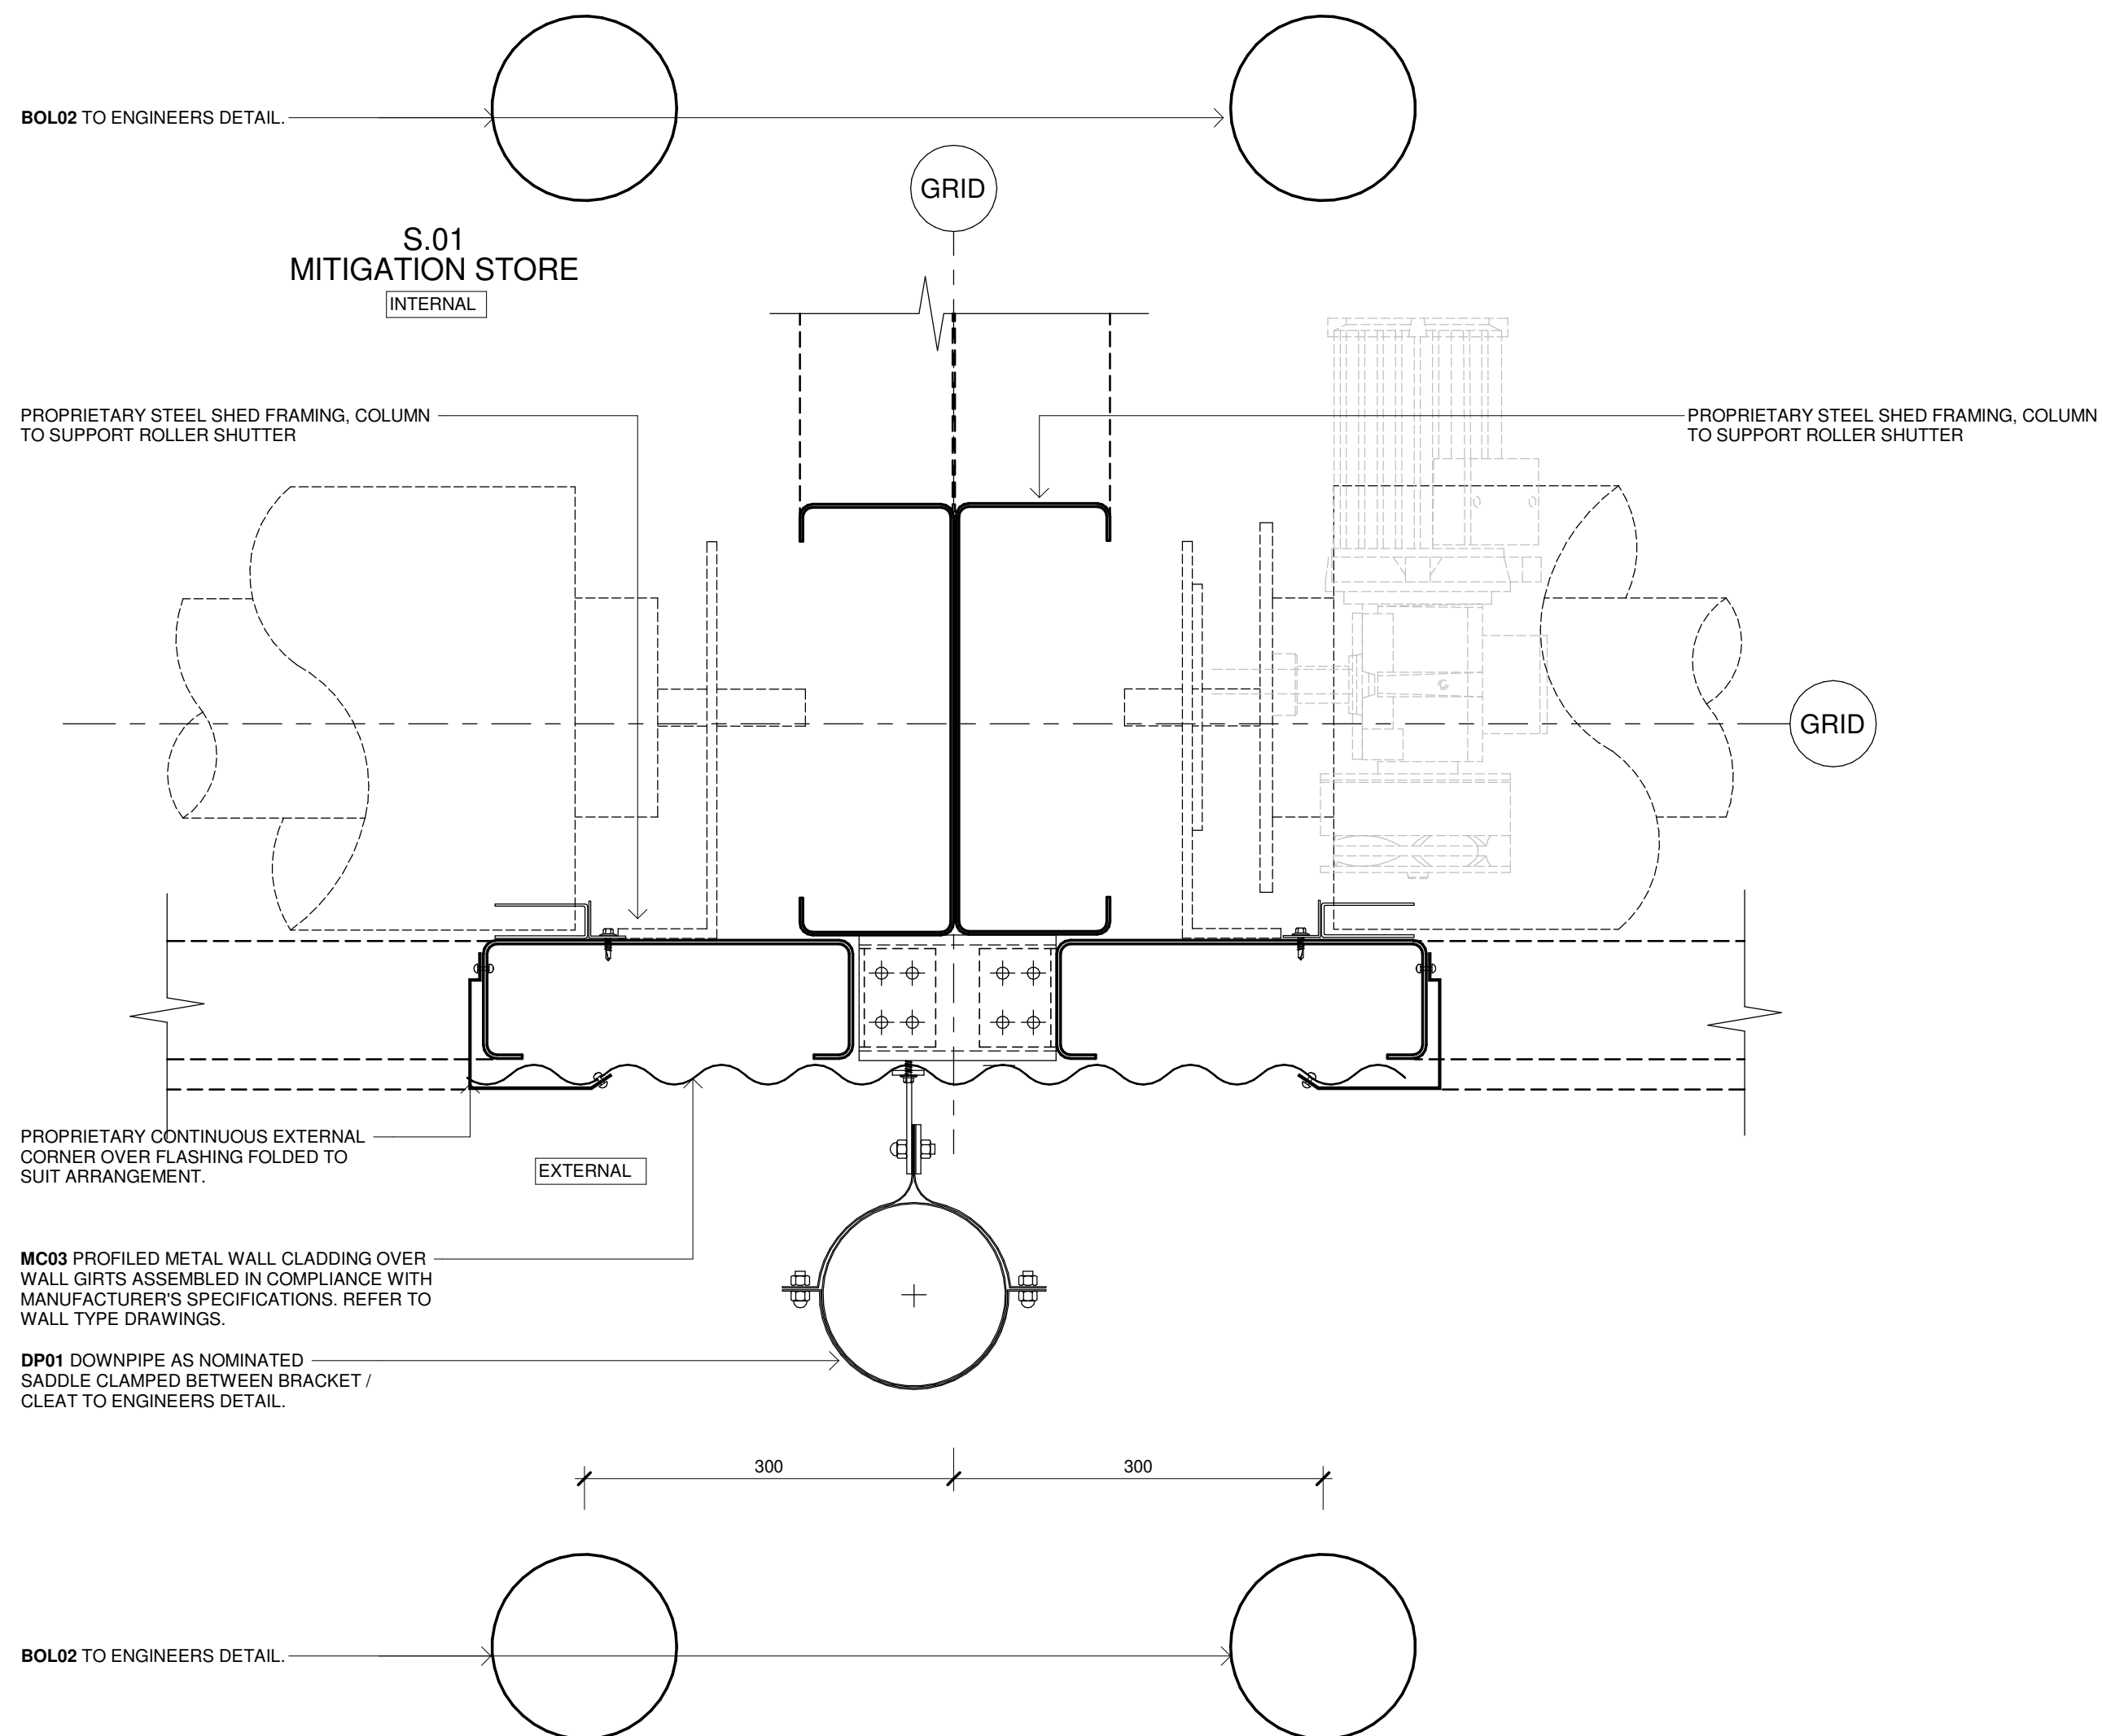 BOL02 TO ENGINEERS DETAIL.
GRID
S.01
MITIGATION STORE
INTERNAL
PROPRIETARY STEEL SHED FRAMING, COLUMN
TO SUPPORT ROLLER SHUTTER
PROPRIETARY STEEL SHED FRAMING, COLUMN
TO SUPPORT ROLLER SHUTTER
GRID
PROPRIETARY CONTINUOUS EXTERNAL
CORNER OVER FLASHING FOLDED TO
SUIT ARRANGEMENT.
EXTERNAL
MC03 PROFILED METAL WALL CLADDING OVER
WALL GIRTS ASSEMBLED IN COMPLIANCE WITH
MANUFACTURER'S SPECIFICATIONS. REFER TO
WALL TYPE DRAWINGS.
DP01 DOWNPIPE AS NOMINATED
SADDLE CLAMPED BETWEEN BRACKET /
CLEAT TO ENGINEERS DETAIL.
300
300
BOL02 TO ENGINEERS DETAIL.